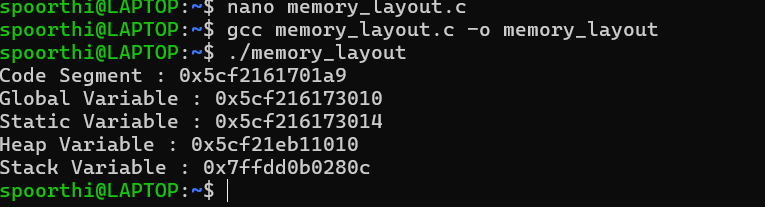 spoorthi@LAPTOP:~$ nano memory_layout.c
spoorthi@LAPTOP:~$ gcc memory_layout.c -o memory_layout
spoorthi@LAPTOP:~$ ./memory_layout
Code Segment : 0x5cf2161701a9
Global Variable : 0x5cf216173010
Static Variable : 0x5cf216173014
Heap Variable : 0x5cf21eb11010
Stack Variable : 0x7ffdd0b0280c
spoorthi@LAPTOP:~$